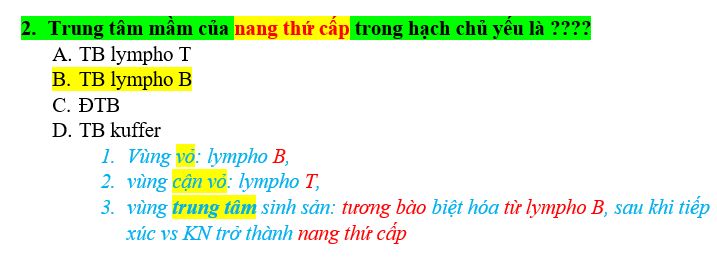 2. Trung tâm mầm của nang thứ cấp trong hạch chủ yếu là ????
A. TB lympho T
B. TB lympho B
C. ĐTB
D. TB kuffer
1. Vùng vỏ: lympho B,
2. vùng cận vỏ: lympho T,
3. vùng trung tâm sinh sản: tương bào biệt hóa từ lympho B, sau khi tiếp
xúc vs KN trở thành nang thứ cấp